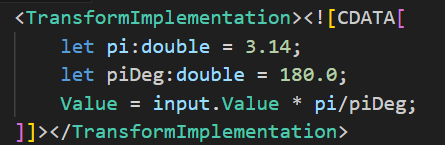 <TransformImplementation><![CDATA[
let pi:double = 3.14;
let piDeg:double = 180.0;
Value = input.Value * pi/piDeg;
]]></TransformImplementation>